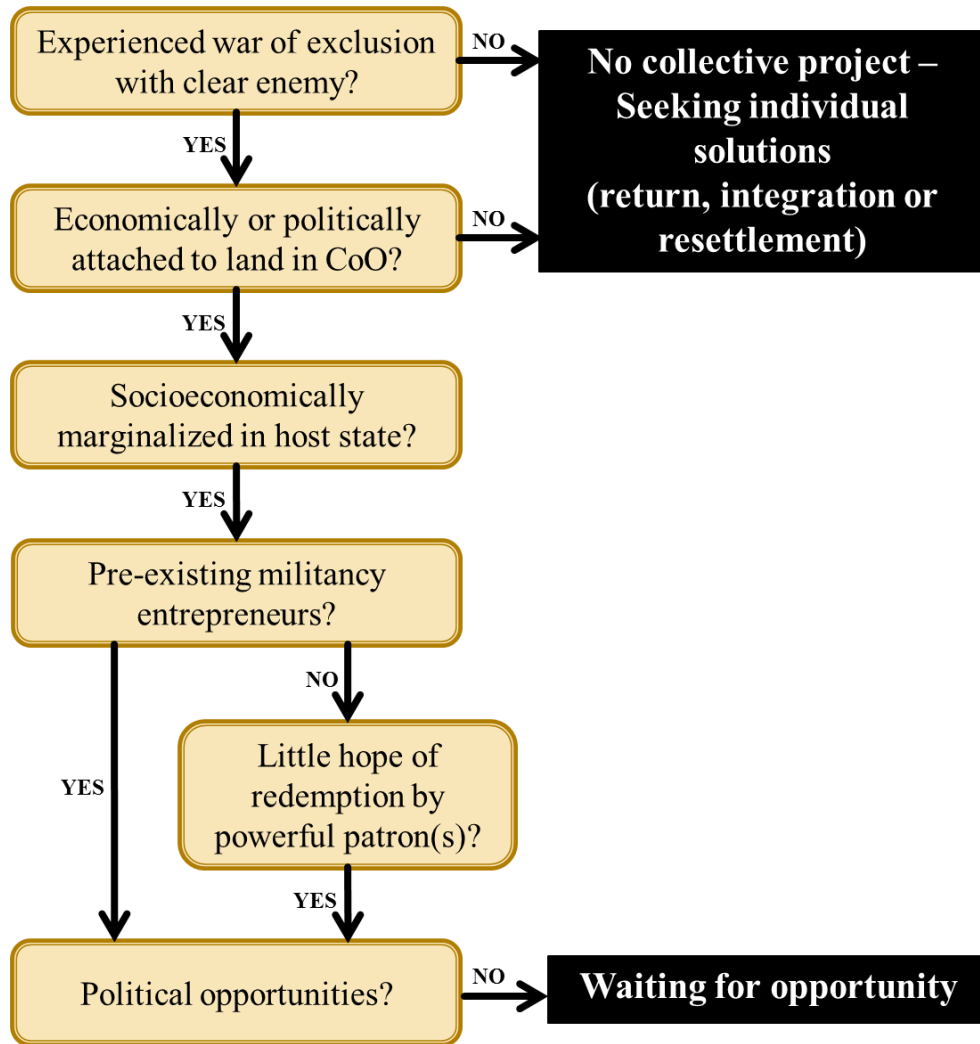 Experienced war of exclusion
with clear enemy?
NO
No collective project –
Seeking individual
solutions
(return, integration or
resettlement)
YES
Economically or politically
attached to land in CoO?
NO
YES
Socioeconomically
marginalized in host state?
YES
Pre-existing militancy
entrepreneurs?
NO
YES
Little hope of
redemption by
powerful patron(s)?
YES
Political opportunities?
NO
Waiting for opportunity